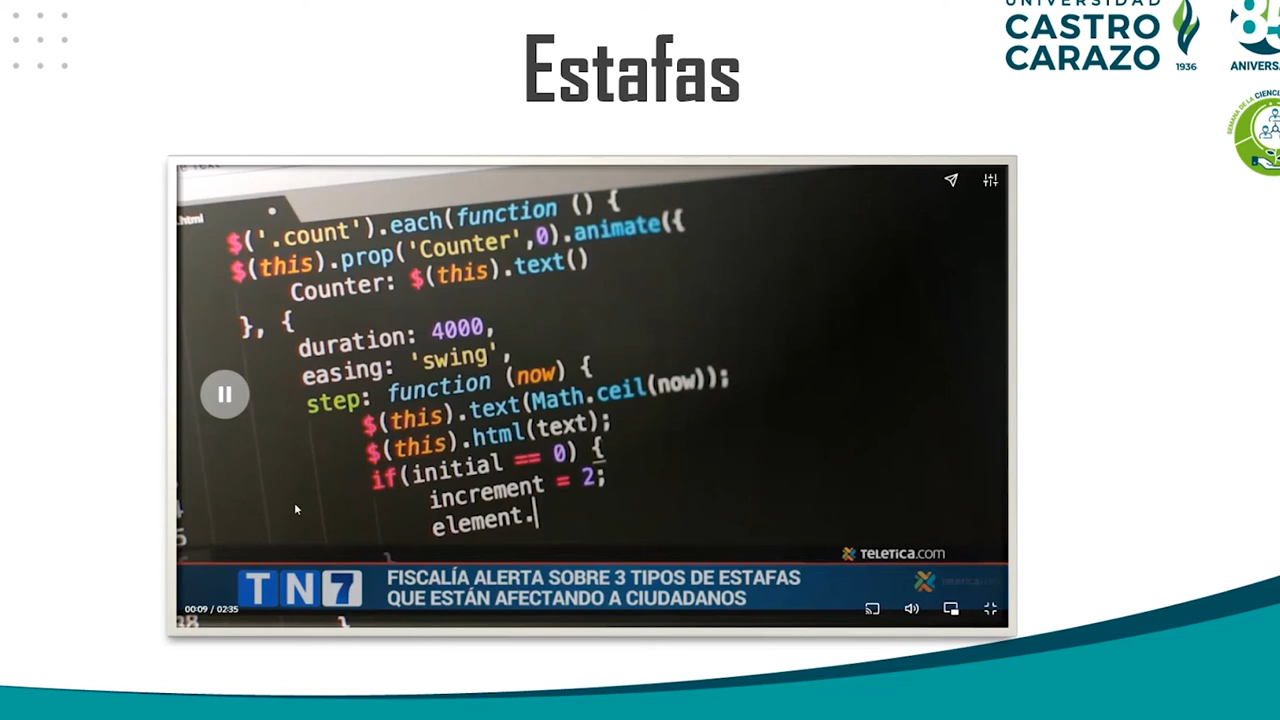 UNIVERSIDAD
CASTRO
CARAZO
1936
Estafas
.html
$('.count').each(function () {
$(this).prop('Counter',0).animate({
Counter: $(this).text()
}, {
duration: 4000,
easing: 'swing',
step: function (now) {
$(this).text(Math.ceil(now));
$(this).html(text);
if(initial == 0) {
increment = 2;
element.
}
TELETICA.com
TN7
FISCALÍA ALERTA SOBRE 3 TIPOS DE ESTAFAS
QUE ESTÁN AFECTANDO A CIUDADANOS
00:09 / 02:35
}